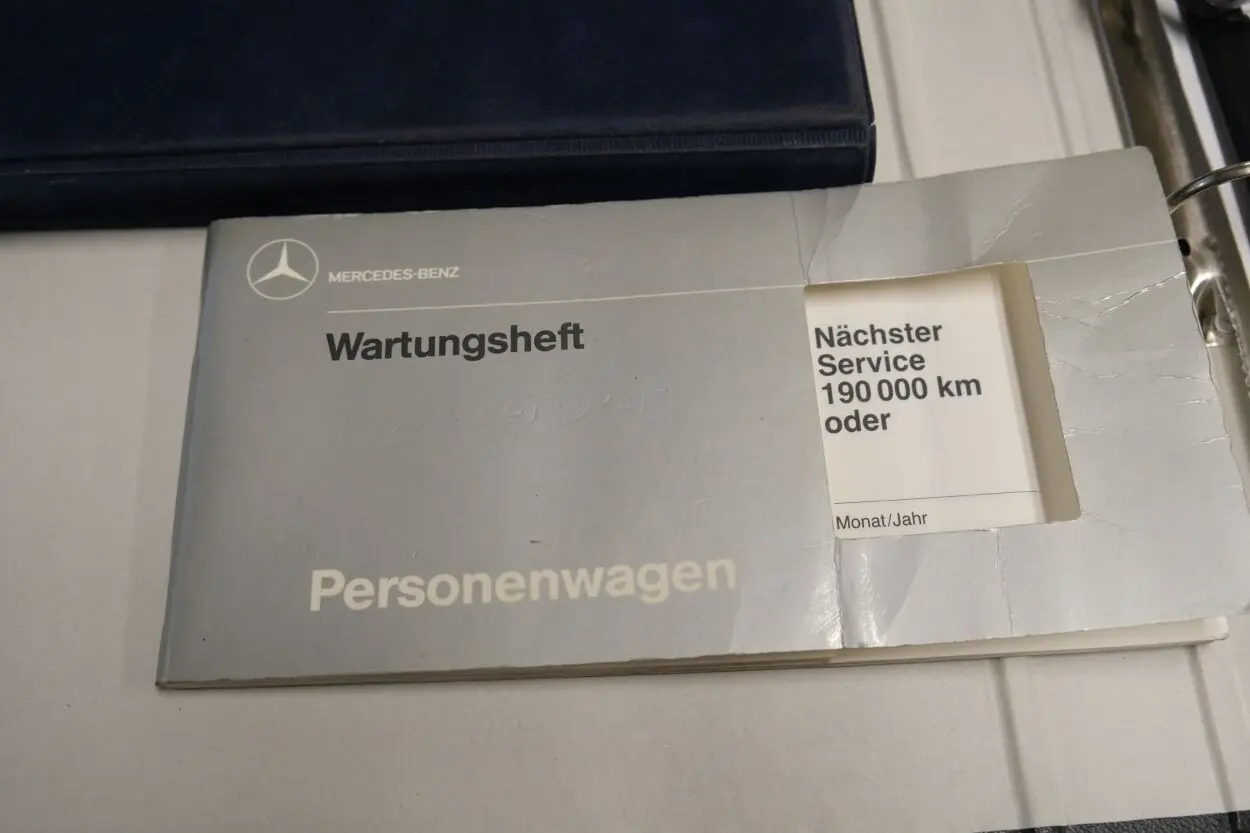 MERCEDES-BENZ
Wartungsheft
Personenwagen
Nächster
Service
190 000 km
oder
Monat/Jahr